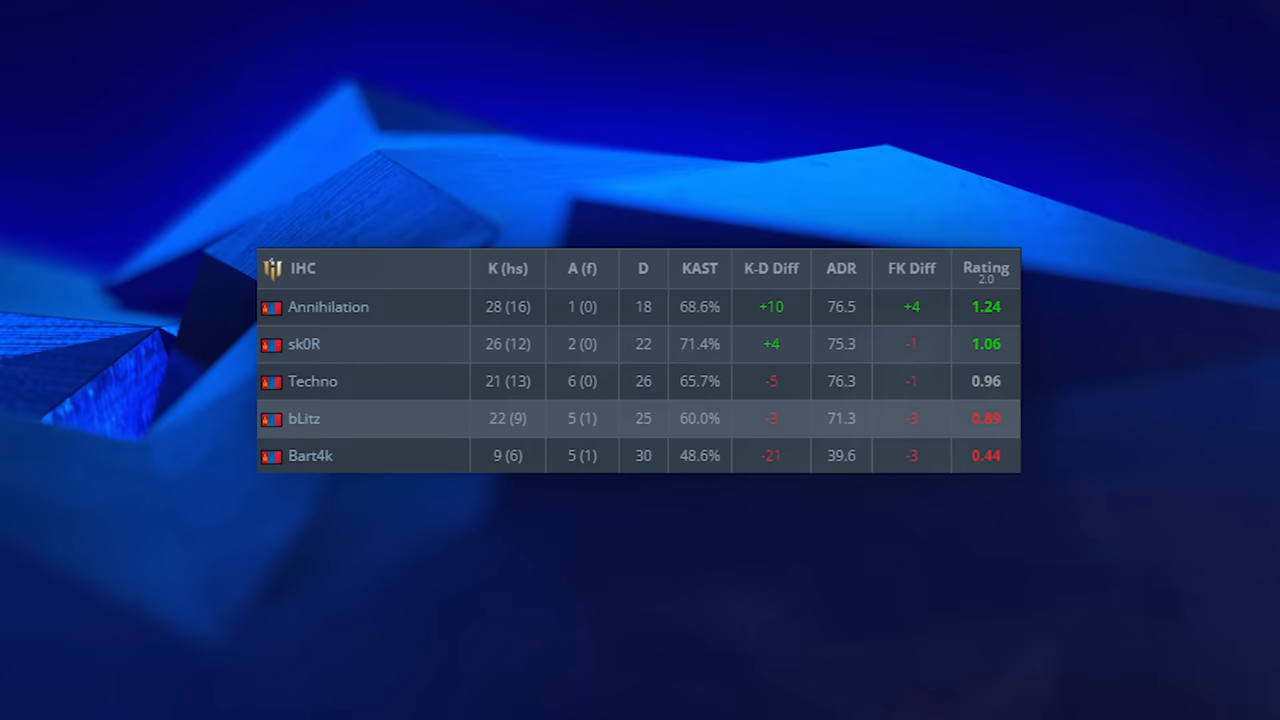 IHC K (hs) A (f) D KAST K-D Diff ADR FK Diff Rating 2.0
Annihilation 28 (16) 1 (0) 18 68.6% +10 76.5 +4 1.24
sk0R 26 (12) 2 (0) 22 71.4% +4 75.3 -1 1.06
Techno 21 (13) 6 (0) 26 65.7% -5 76.3 -1 0.96
bLitz 22 (9) 5 (1) 25 60.0% -3 71.3 -3 0.89
Bart4k 9 (6) 5 (1) 30 48.6% -21 39.6 -3 0.44